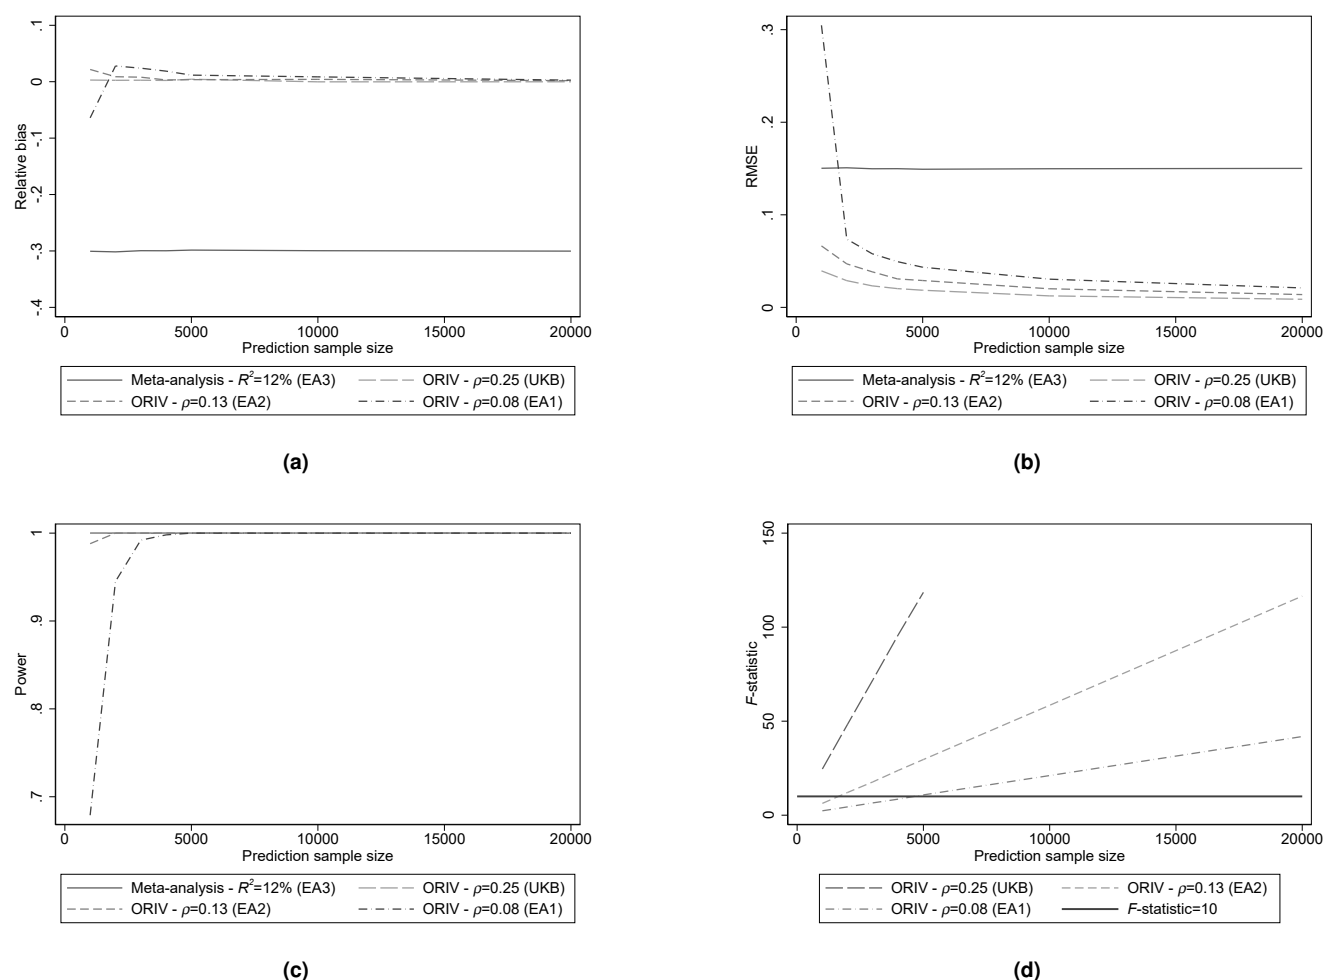 .1
0
-.1
-.2
-.3
-.4
Relative bias
0 5000 10000 15000 20000
Prediction sample size
Meta-analysis - R²=12% (EA3) ORIV - ρ=0.25 (UKB)
ORIV - ρ=0.13 (EA2) ORIV - ρ=0.08 (EA1)
(a)
.3
.2
.1
0
RMSE
0 5000 10000 15000 20000
Prediction sample size
Meta-analysis - R²=12% (EA3) ORIV - ρ=0.25 (UKB)
ORIV - ρ=0.13 (EA2) ORIV - ρ=0.08 (EA1)
(b)
1
.9
.8
.7
Power
0 5000 10000 15000 20000
Prediction sample size
Meta-analysis - R²=12% (EA3) ORIV - ρ=0.25 (UKB)
ORIV - ρ=0.13 (EA2) ORIV - ρ=0.08 (EA1)
(c)
150
100
50
0
F-statistic
0 5000 10000 15000 20000
Prediction sample size
ORIV - ρ=0.25 (UKB) ORIV - ρ=0.13 (EA2)
ORIV - ρ=0.08 (EA1) F-statistic=10
(d)